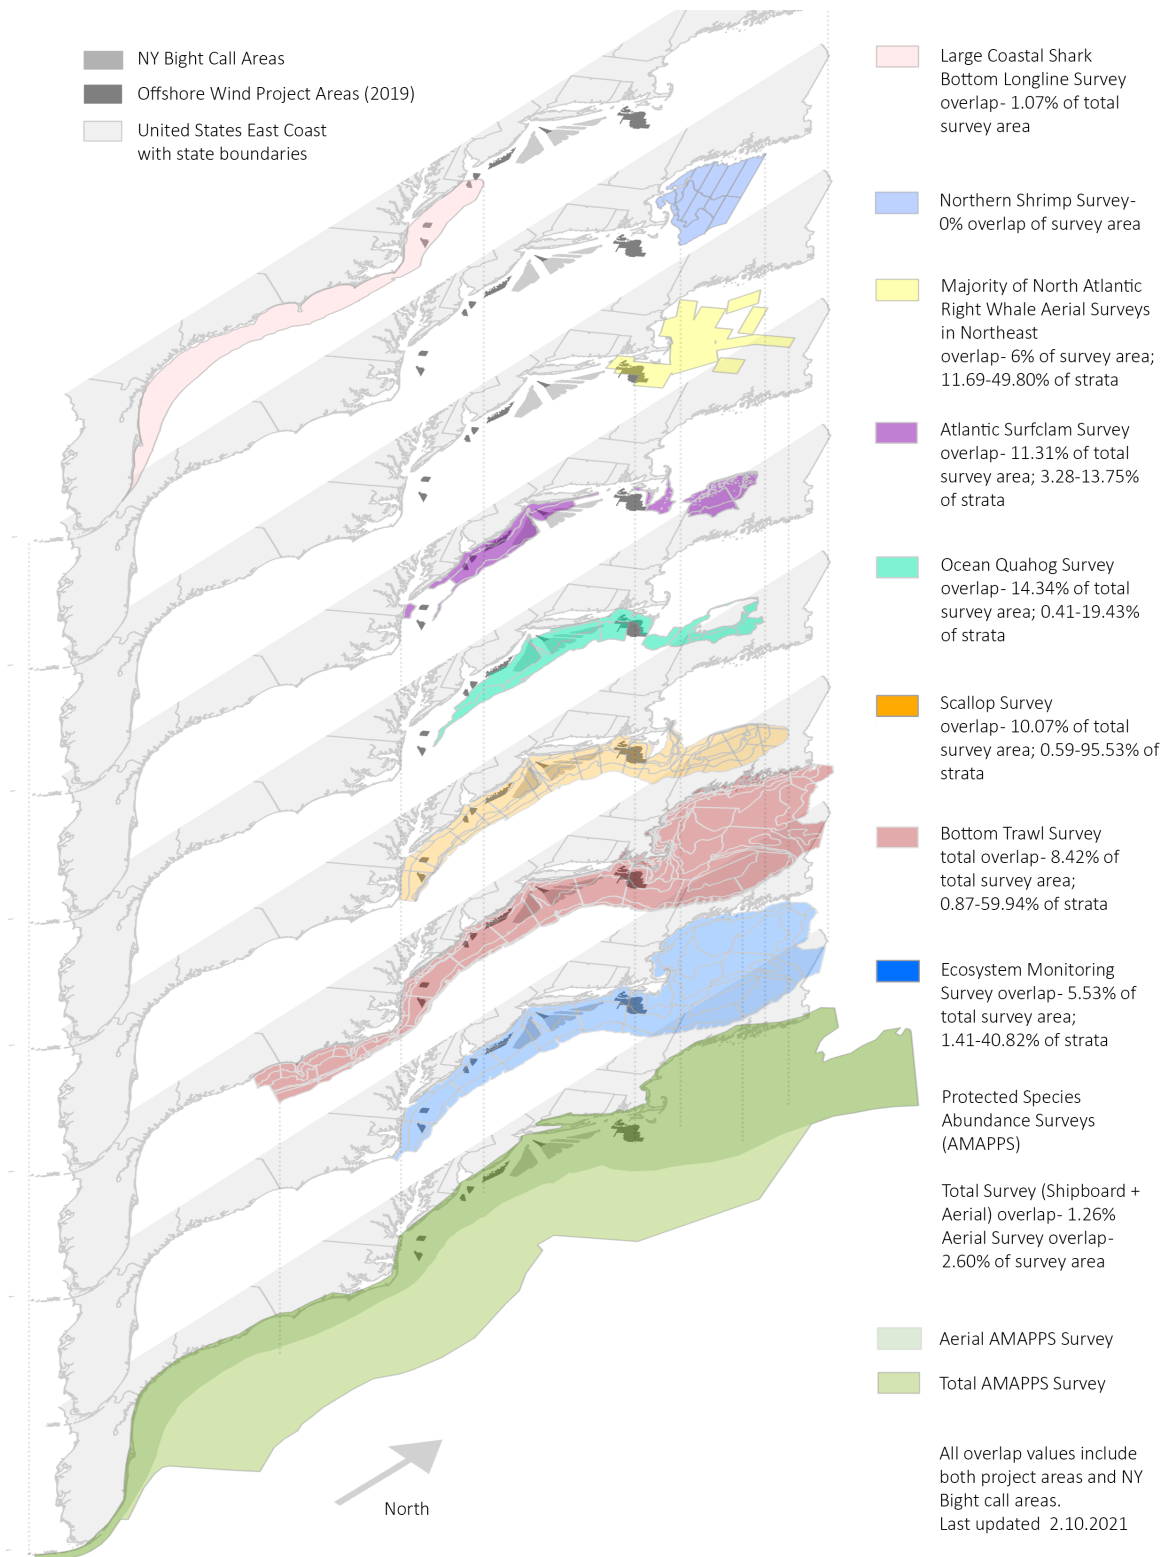 NY Bight Call Areas
Offshore Wind Project Areas (2019)
United States East Coast
with state boundaries
Large Coastal Shark
Bottom Longline Survey
overlap- 1.07% of total
survey area
Northern Shrimp Survey-
0% overlap of survey area
Majority of North Atlantic
Right Whale Aerial Surveys
in Northeast
overlap- 6% of survey area;
11.69-49.80% of strata
Atlantic Surfclam Survey
overlap- 11.31% of total
survey area; 3.28-13.75%
of strata
Ocean Quahog Survey
overlap- 14.34% of total
survey area; 0.41-19.43%
of strata
Scallop Survey
overlap- 10.07% of total
survey area; 0.59-95.53% of
strata
Bottom Trawl Survey
total overlap- 8.42% of
total survey area;
0.87-59.94% of strata
Ecosystem Monitoring
Survey overlap- 5.53% of
total survey area;
1.41-40.82% of strata
Protected Species
Abundance Surveys
(AMAPPS)
Total Survey (Shipboard +
Aerial) overlap- 1.26%
Aerial Survey overlap-
2.60% of survey area
Aerial AMAPPS Survey
Total AMAPPS Survey
All overlap values include
both project areas and NY
Bight call areas.
Last updated 2.10.2021
North